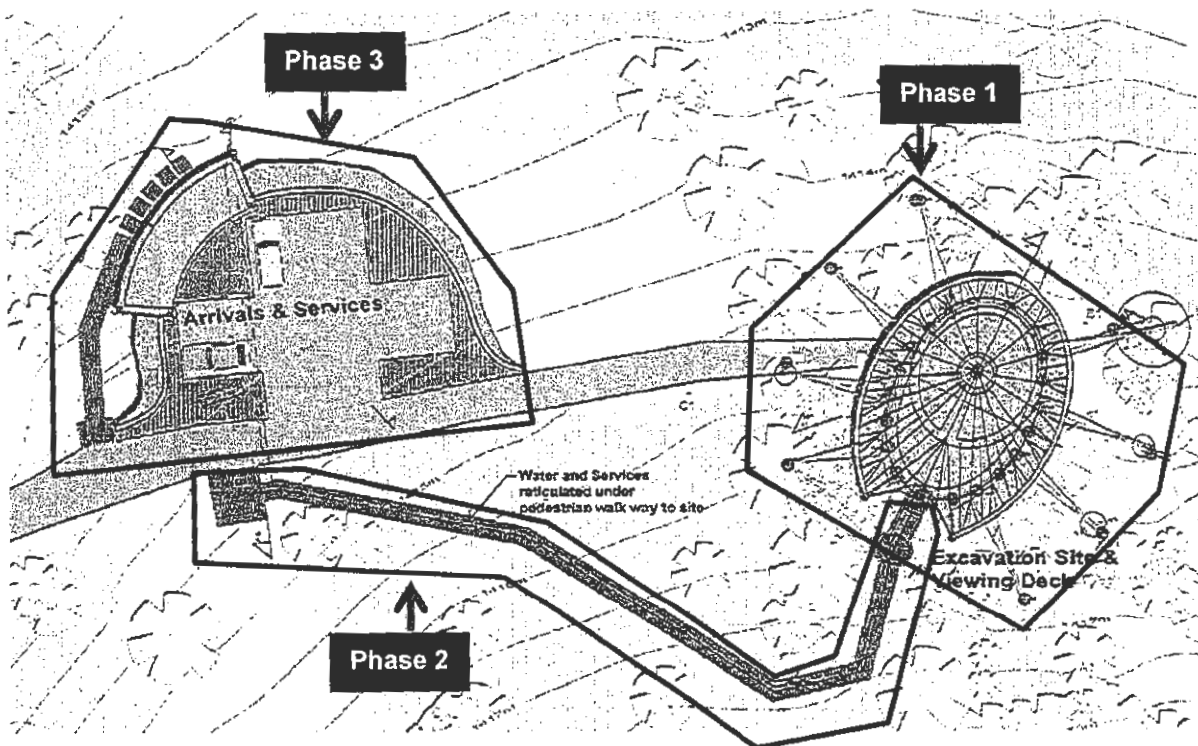 Phase 3
Phase 1
Arrivals & Services
Water and Services
reticulated under
pedestrian walk way to site
Excavation Site &
Viewing Deck
Phase 2